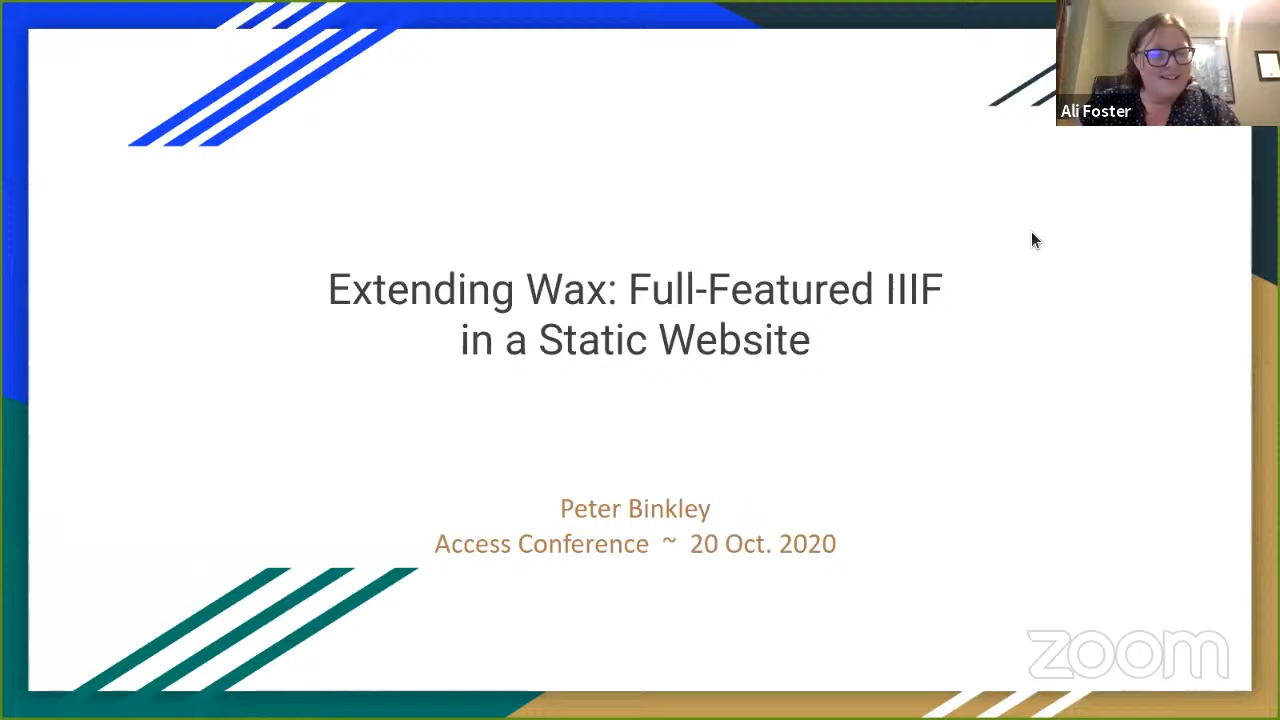 Ali Foster
Extending Wax: Full-Featured IIIF
in a Static Website
Peter Binkley
Access Conference ~ 20 Oct. 2020
zoom